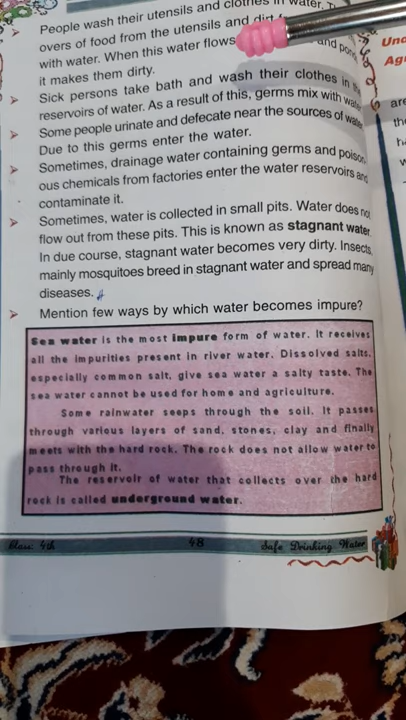 ➤ People wash their utensils and clothes in water. T
overs of food from the utensils and dirt
with water. When this water flows and pon
it makes them dirty.
➤ Sick persons take bath and wash their clothes in the
reservoirs of water. As a result of this, germs mix with water
➤ Some people urinate and defecate near the sources of water
Due to this germs enter the water.
➤ Sometimes, drainage water containing germs and poison-
ous chemicals from factories enter the water reservoirs and
contaminate it.
➤ Sometimes, water is collected in small pits. Water does not
flow out from these pits. This is known as stagnant water.
In due course, stagnant water becomes very dirty. Insects,
mainly mosquitoes breed in stagnant water and spread many
diseases.
➤ Mention few ways by which water becomes impure?
Sea water is the most impure form of water. It receives
all the impurities present in river water. Dissolved salts,
especially common salt, give sea water a salty taste. The
sea water cannot be used for home and agriculture.
Some rainwater seeps through the soil. It passes
through various layers of sand, stones, clay and finally
meets with the hard rock. The rock does not allow water to
pass through it.
The reservoir of water that collects over the hard
rock is called underground water.
Class: 4th 48 Safe Drinking Water
Und
Ag
are
th